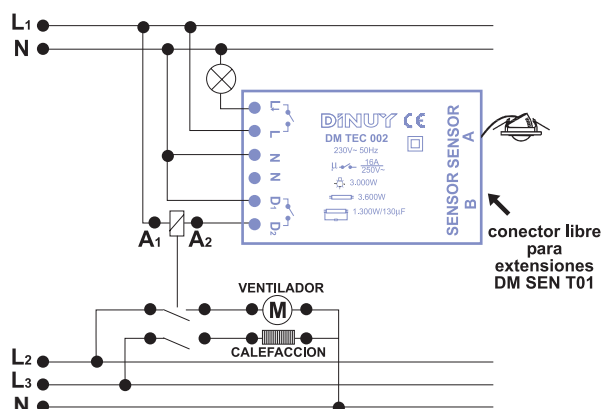 L1
N
L1
L
N
N
D1
D2
DINUY CE
DM TEC 002
230V~ 50Hz
µ 16A
250V~
3.000W
3.600W
1.300W/130µF
SENSOR SENSOR
B A
conector libre
para
extensiones
DM SEN T01
A1 A2
VENTILADOR
M
CALEFACCION
L2
L3
N